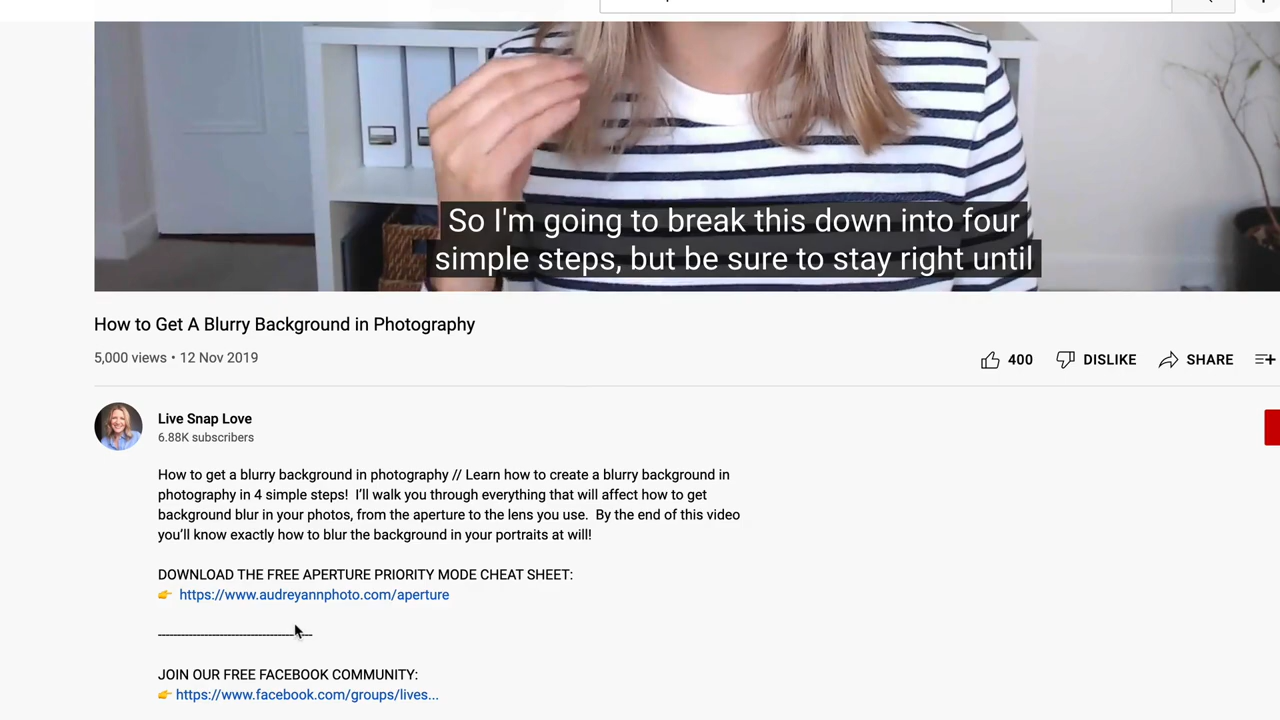 So I'm going to break this down into four
simple steps, but be sure to stay right until
How to Get A Blurry Background in Photography
5,000 views • 12 Nov 2019
400 DISLIKE SHARE
Live Snap Love
6.88K subscribers
How to get a blurry background in photography // Learn how to create a blurry background in
photography in 4 simple steps!  I'll walk you through everything that will affect how to get
background blur in your photos, from the aperture to the lens you use.  By the end of this video
you'll know exactly how to blur the background in your portraits at will!
DOWNLOAD THE FREE APERTURE PRIORITY MODE CHEAT SHEET:
👉 https://www.audreyannphoto.com/aperture
----------------------------------------
JOIN OUR FREE FACEBOOK COMMUNITY:
👉 https://www.facebook.com/groups/lives...